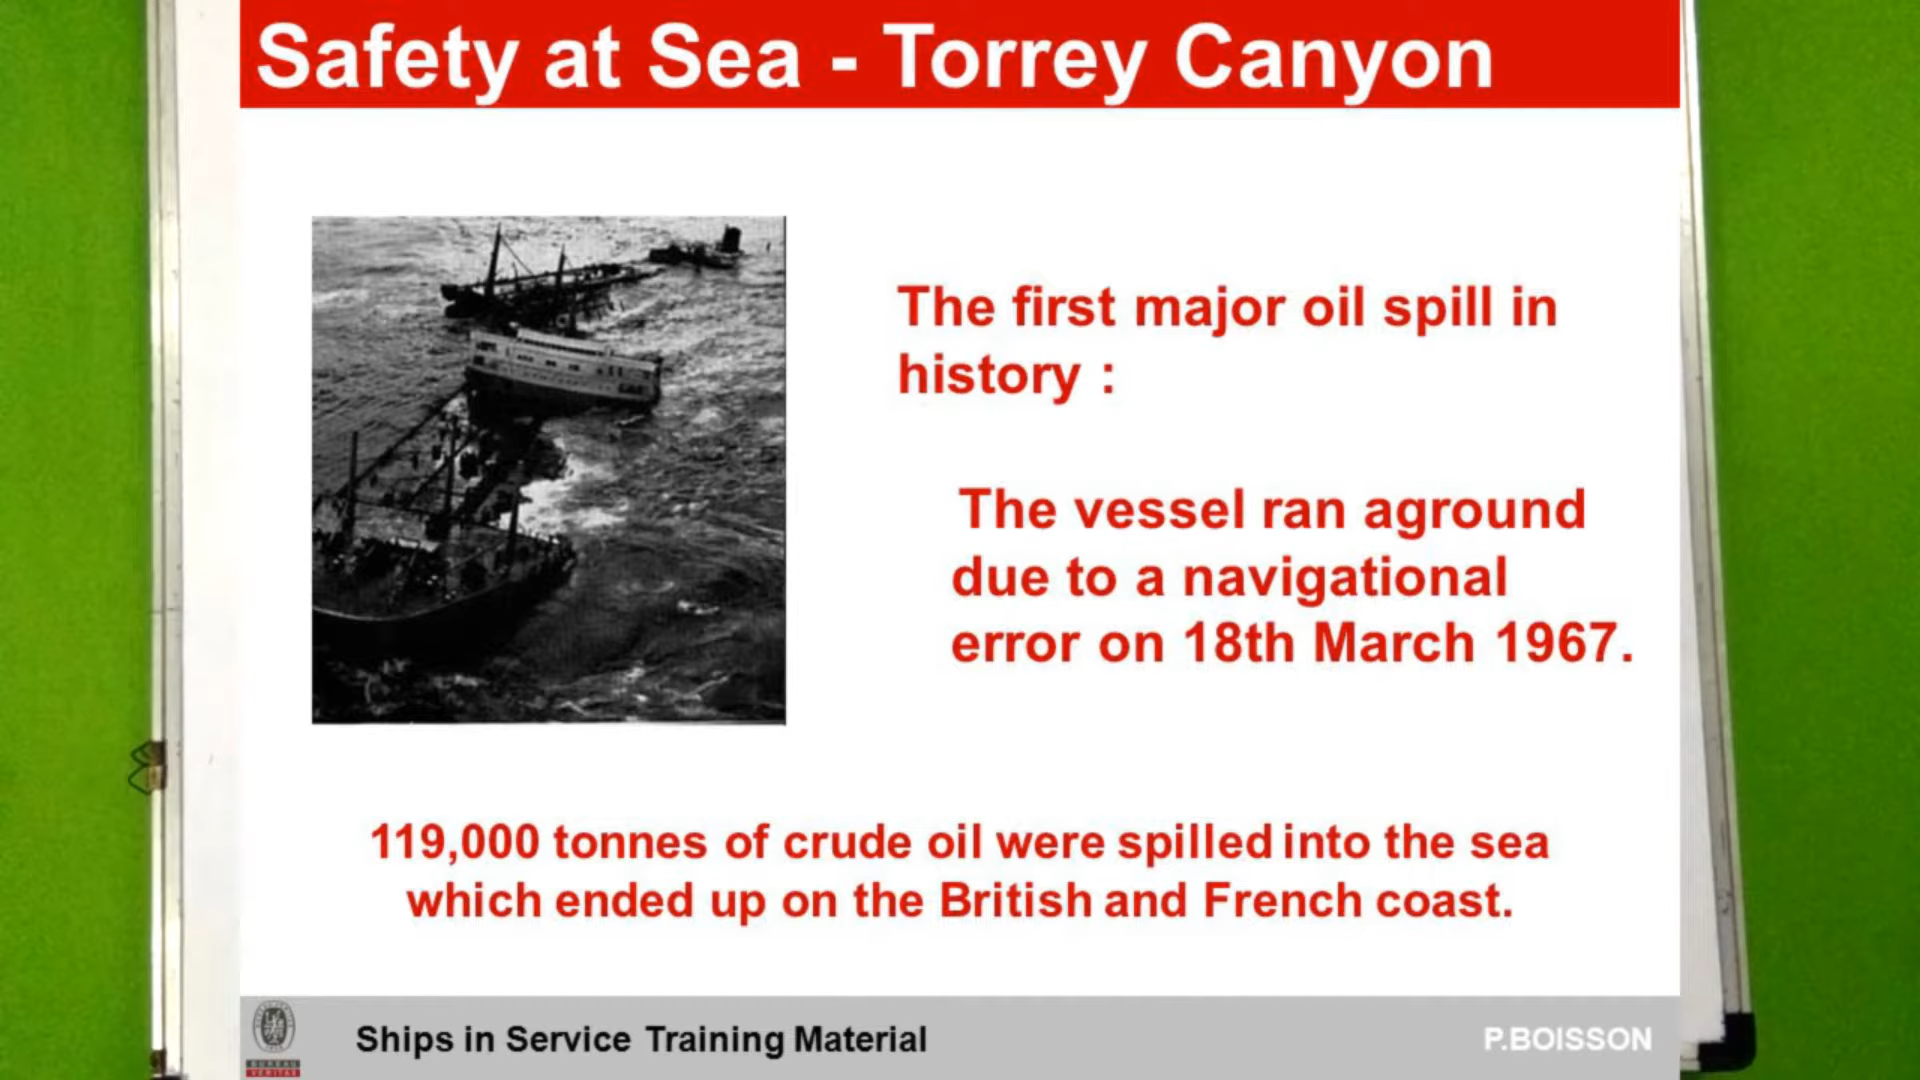 Safety at Sea - Torrey Canyon
The first major oil spill in
history :
The vessel ran aground
due to a navigational
error on 18th March 1967.
119,000 tonnes of crude oil were spilled into the sea
which ended up on the British and French coast.
Ships in Service Training Material
P.BOISSON
BUREAU
VERITAS